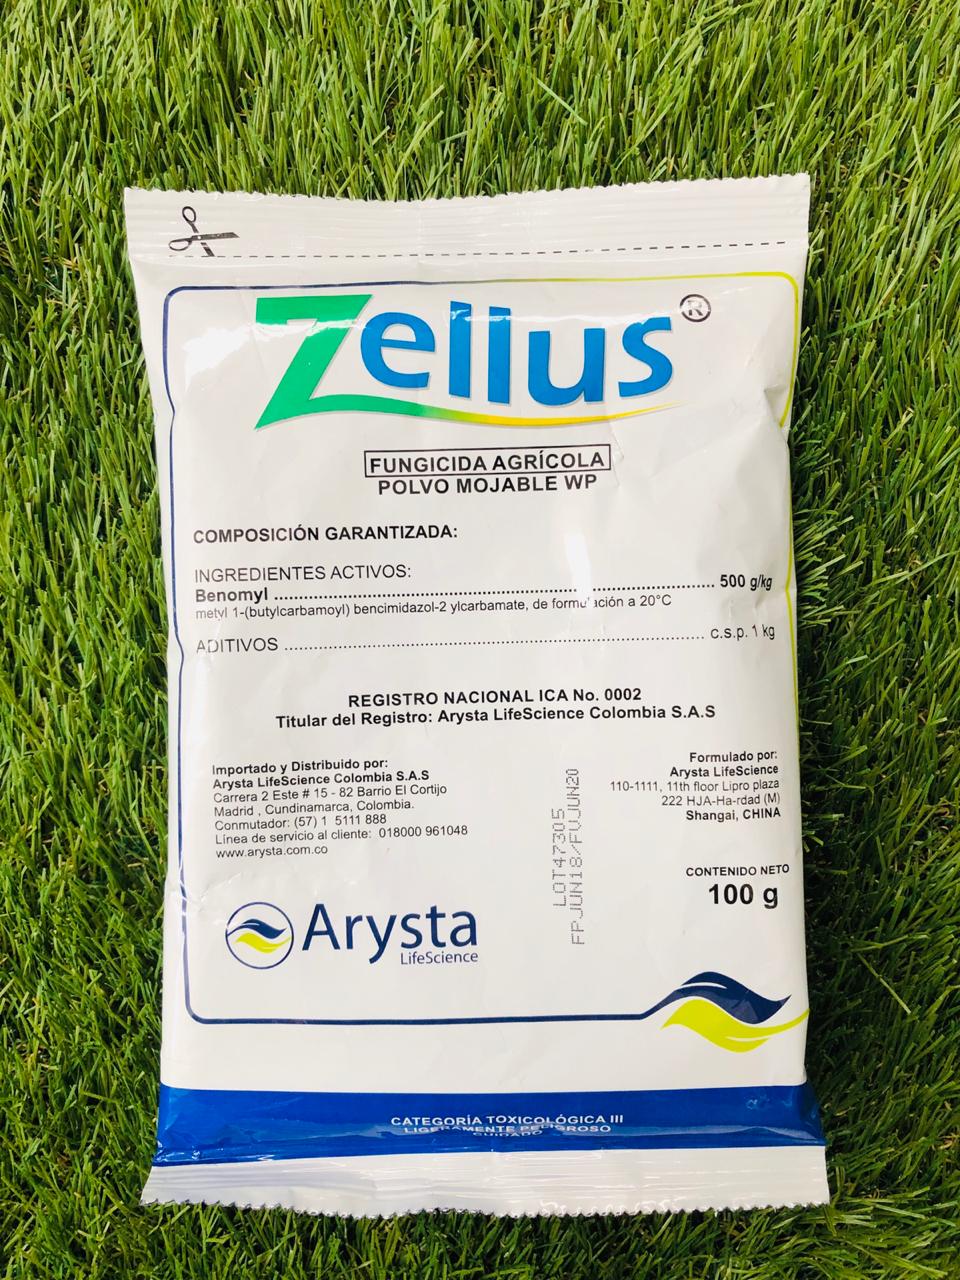 Zellus®
FUNGICIDA AGRÍCOLA
POLVO MOJABLE WP
COMPOSICIÓN GARANTIZADA:
INGREDIENTES ACTIVOS:
Benomyl ........................................................................ 500 g/kg
metyl 1-(butylcarbamoyl) bencimidazol-2 ylcarbamate, de formulación a 20°C
ADITIVOS ....................................................................... c.s.p. 1 kg
REGISTRO NACIONAL ICA No. 0002
Titular del Registro: Arysta LifeScience Colombia S.A.S
Importado y Distribuido por:
Arysta LifeScience Colombia S.A.S
Carrera 2 Este # 15 - 82 Barrio El Cortijo
Madrid , Cundinamarca, Colombia.
Conmutador: (57) 1 5111 888
Línea de servicio al cliente: 018000 961048
www.arysta.com.co
Formulado por:
Arysta LifeScience
110-1111, 11th floor Lipro plaza
222 HJA-Ha-rdad (M)
Shangai, CHINA
LOT47305
FPJUN18/FVJUN20
CONTENIDO NETO
100 g
Arysta
LifeScience
CATEGORÍA TOXICOLÓGICA III
LIGERAMENTE PELIGROSO
CUIDADO